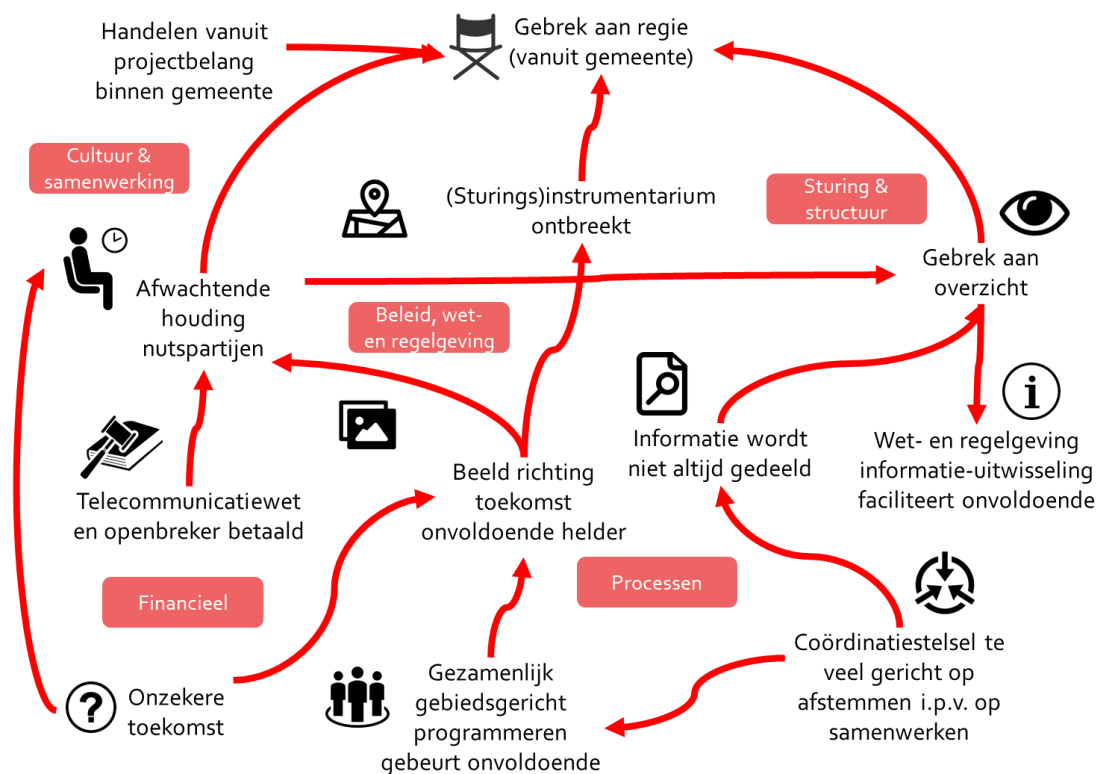 Handelen vanuit
projectbelang
binnen gemeente
Gebrek aan regie
(vanuit gemeente)
Cultuur &
samenwerking
(Sturings)instrumentarium
ontbreekt
Sturing &
structuur
Afwachtende
houding
nutspartijen
Gebrek aan
overzicht
Beleid, wet-
en regelgeving
Telecommunicatiewet
en openbreker betaald
Beeld richting
toekomst
onvoldoende helder
Informatie wordt
niet altijd gedeeld
i
Wet- en regelgeving
informatie-uitwisseling
faciliteert onvoldoende
Financieel
Processen
?
Onzekere
toekomst
Gezamenlijk
gebiedsgericht
programmeren
gebeurt onvoldoende
Coördinatiestelsel te
veel gericht op
afstemmen i.p.v. op
samenwerken